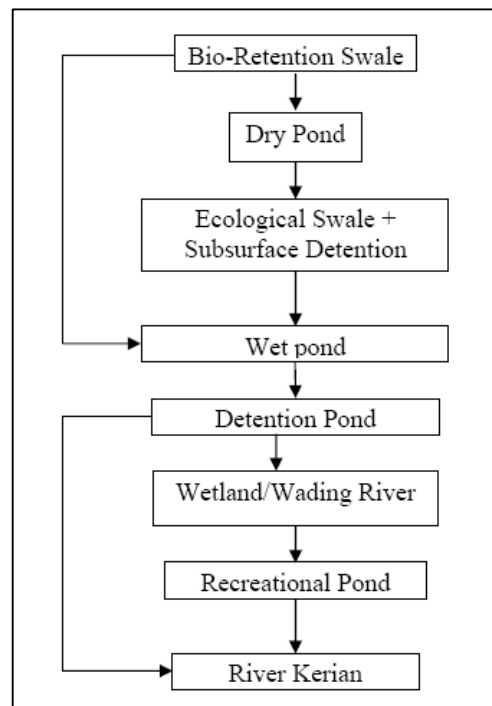 Bio-Retention Swale
Dry Pond
Ecological Swale +
Subsurface Detention
Wet pond
Detention Pond
Wetland/Wading River
Recreational Pond
River Kerian